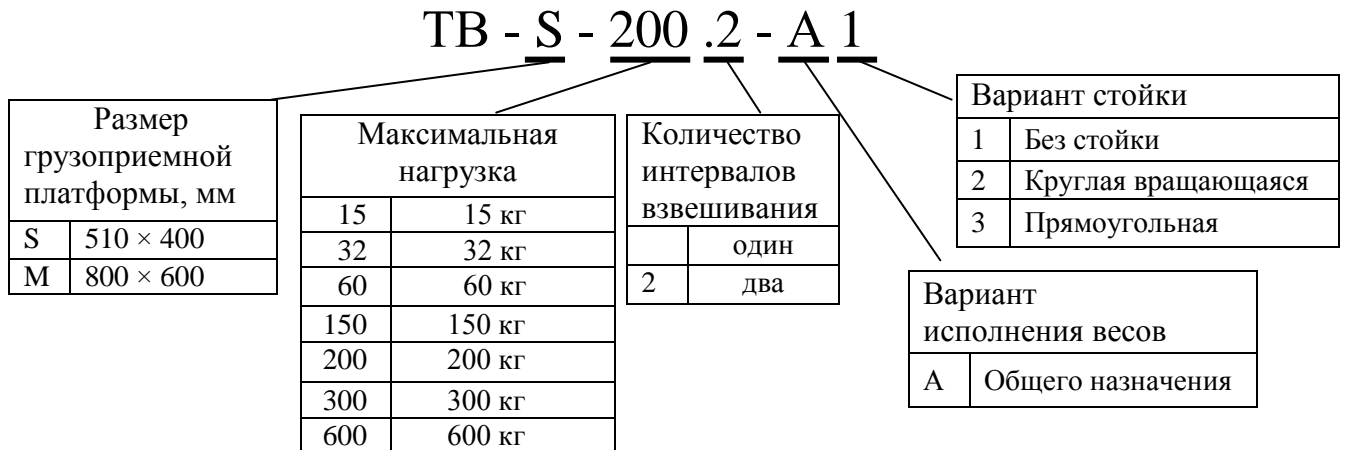 ТВ - S - 200 .2 - А 1
Размер
грузоприемной
платформы, мм
S 510 × 400
M 800 × 600
Максимальная
нагрузка
15 15 кг
32 32 кг
60 60 кг
150 150 кг
200 200 кг
300 300 кг
600 600 кг
Количество
интервалов
взвешивания
один
2 два
Вариант стойки
1 Без стойки
2 Круглая вращающаяся
3 Прямоугольная
Вариант
исполнения весов
А Общего назначения